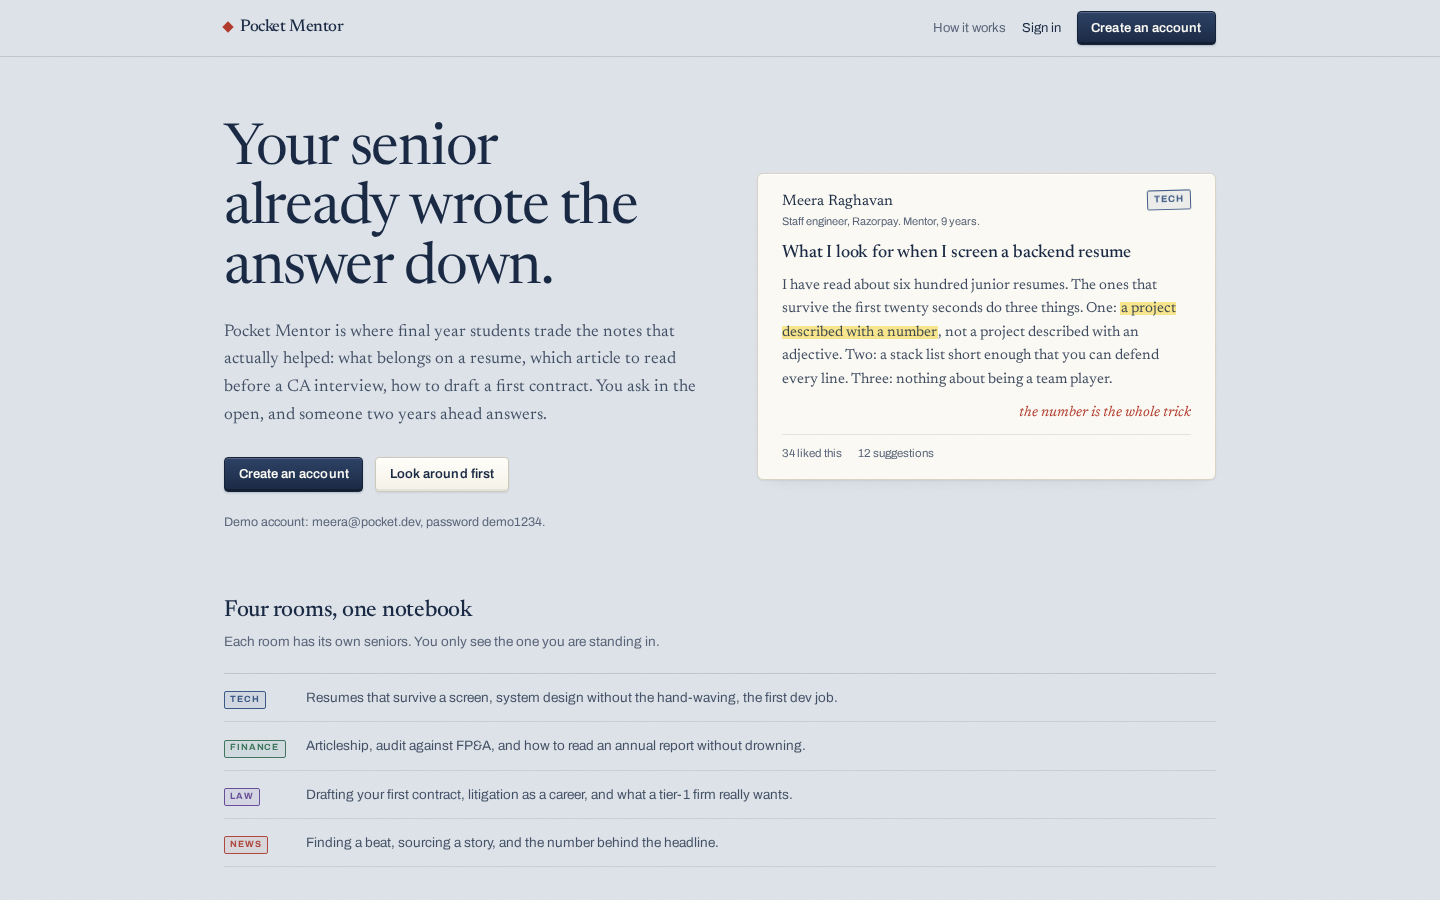 Pocket Mentor
How it works
Sign in
Create an account
Your senior
already wrote the
answer down.
Pocket Mentor is where final year students trade the notes that
actually helped: what belongs on a resume, which article to read
before a CA interview, how to draft a first contract. You ask in the
open, and someone two years ahead answers.
Create an account
Look around first
Demo account: meera@pocket.dev, password demo1234.
Meera Raghavan
TECH
Staff engineer, Razorpay. Mentor, 9 years.
What I look for when I screen a backend resume
I have read about six hundred junior resumes. The ones that
survive the first twenty seconds do three things. One: a project
described with a number, not a project described with an
adjective. Two: a stack list short enough that you can defend
every line. Three: nothing about being a team player.
the number is the whole trick
34 liked this
12 suggestions
Four rooms, one notebook
Each room has its own seniors. You only see the one you are standing in.
TECH
Resumes that survive a screen, system design without the hand-waving, the first dev job.
FINANCE
Articleship, audit against FP&A, and how to read an annual report without drowning.
LAW
Drafting your first contract, litigation as a career, and what a tier-1 firm really wants.
NEWS
Finding a beat, sourcing a story, and the number behind the headline.